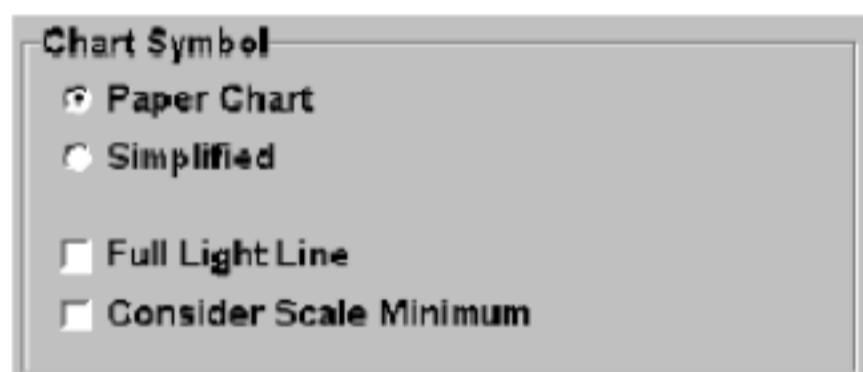 Chart Symbol
Paper Chart
Simplified
Full Light Line
Consider Scale Minimum